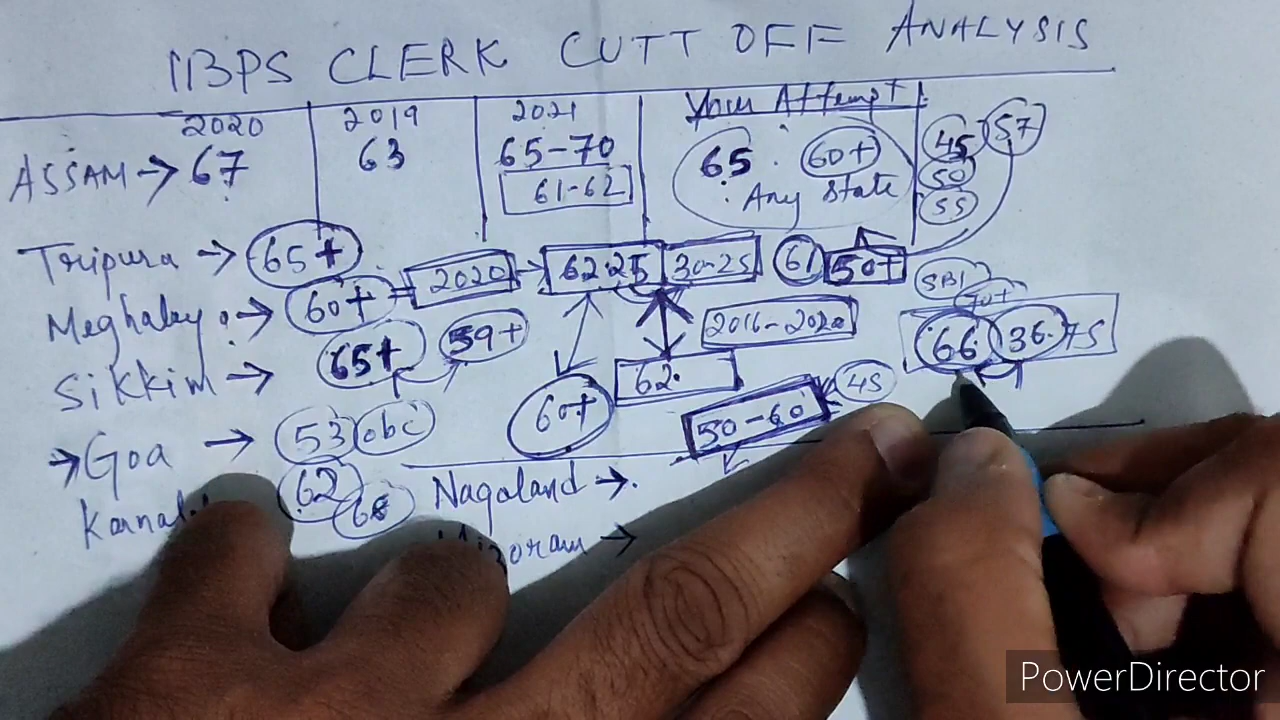 IBPS CLERK CUTT OFF ANALYSIS
2020 2019 2021 Your Attempt
ASSAM → 67 63 65-70 65 60+ 45 57
61-62 Any State 50
55
Tripura → 65+ 2020 → 62.25 30.25 61 50+
Meghalay → 60+ SBI
70+
2016-2020
Sikkim → 65+ 59+ 66 36.75
62.
60+ 50-60 45
→ Goa → 53 obc
62 Nagaland →
→
PowerDirector